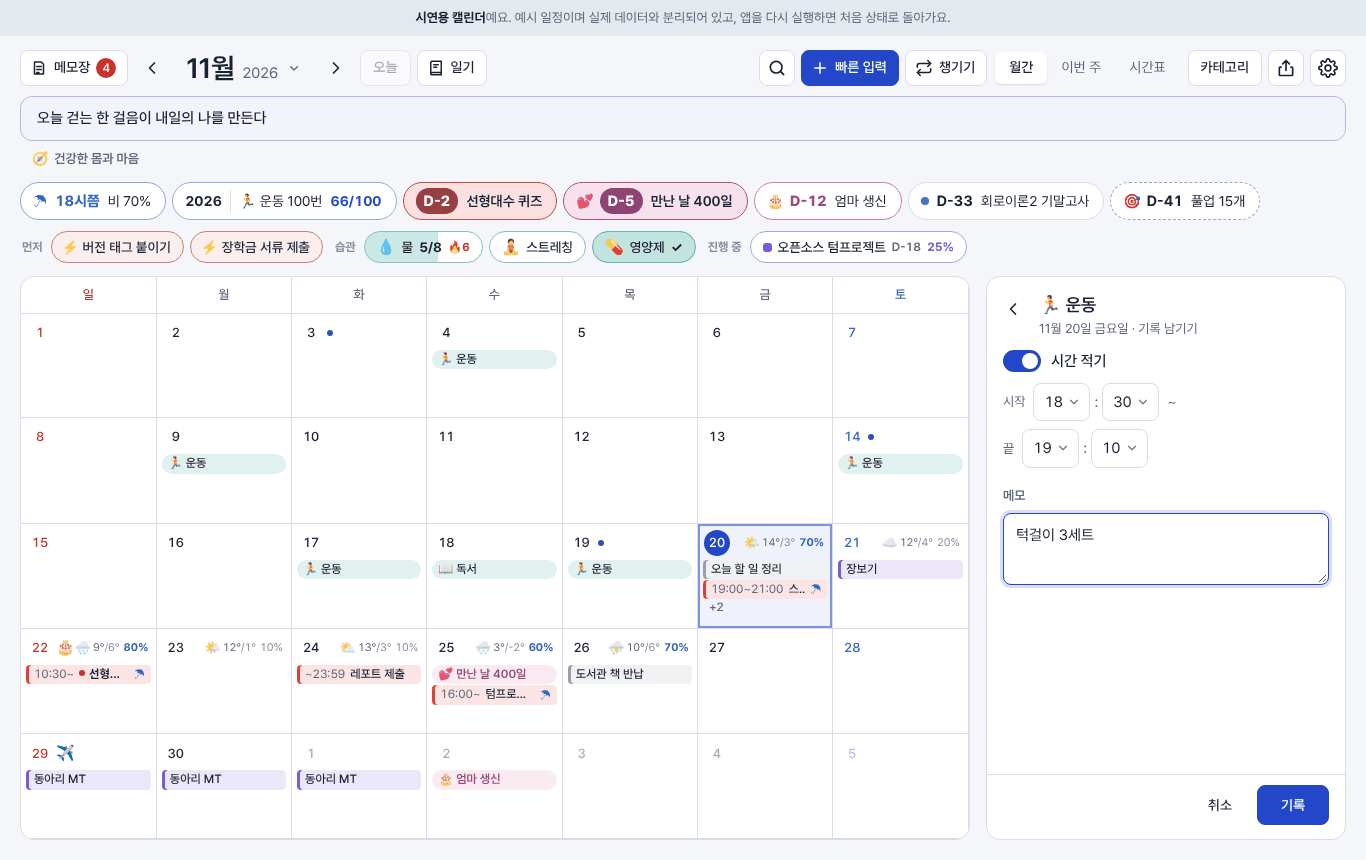 시연용 캘린더예요. 예시 일정이며 실제 데이터와 분리되어 있고, 앱을 다시 실행하면 처음 상태로 돌아가요.
메모장 4 11월 2026 오늘 일기 빠른 입력 챙기기 월간 이번 주 시간표 카테고리
오늘 걷는 한 걸음이 내일의 나를 만든다
건강한 몸과 마음
18시쯤 비 70% 2026 운동 100번 66/100 D-2 선형대수 퀴즈 D-5 만난 날 400일 D-12 엄마 생신 D-33 회로이론2 기말고사 D-41 풀업 15개
먼저 버전 태그 붙이기 장학금 서류 제출 습관 물 5/8 6 스트레칭 영양제 진행 중 오픈소스 텀프로젝트 D-18 25%
일 월 화 수 목 금 토
1 2 3 4 5 6 7
운동
8 9 10 11 12 13 14
운동 운동
15 16 17 18 19 20 14°/3° 70% 21 12°/4° 20%
운동 독서 운동 오늘 할 일 정리 장보기
19:00~21:00 스..
+2
22 9°/6° 80% 23 12°/1° 10% 24 13°/3° 10% 25 3°/-2° 60% 26 10°/6° 70% 27 28
10:30~ 선형... ~23:59 레포트 제출 만난 날 400일 도서관 책 반납
16:00~ 텀프로...
29 30 1 2 3 4 5
동아리 MT 동아리 MT 동아리 MT 엄마 생신
운동
11월 20일 금요일 · 기록 남기기
시간 적기
시작 18 : 30 ~
끝 19 : 10
메모
턱걸이 3세트
취소 기록